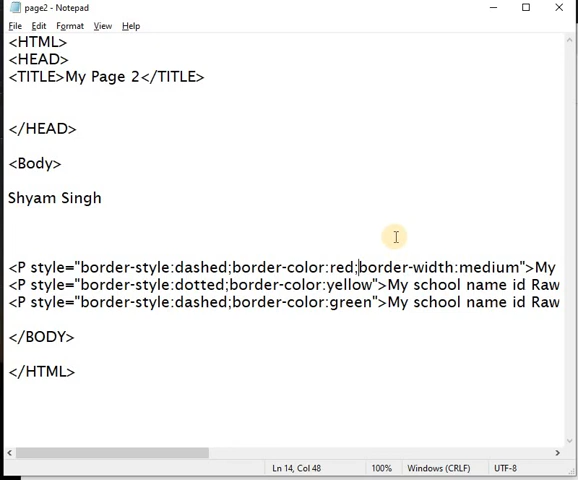 page2 - Notepad
File Edit Format View Help
<HTML>
<HEAD>
<TITLE>My Page 2</TITLE>
</HEAD>
<Body>
Shyam Singh
<P style="border-style:dashed;border-color:red;border-width:medium">My
<P style="border-style:dotted;border-color:yellow">My school name id Raw
<P style="border-style:dashed;border-color:green">My school name id Raw
</BODY>
</HTML>
Ln 14, Col 48 100% Windows (CRLF) UTF-8